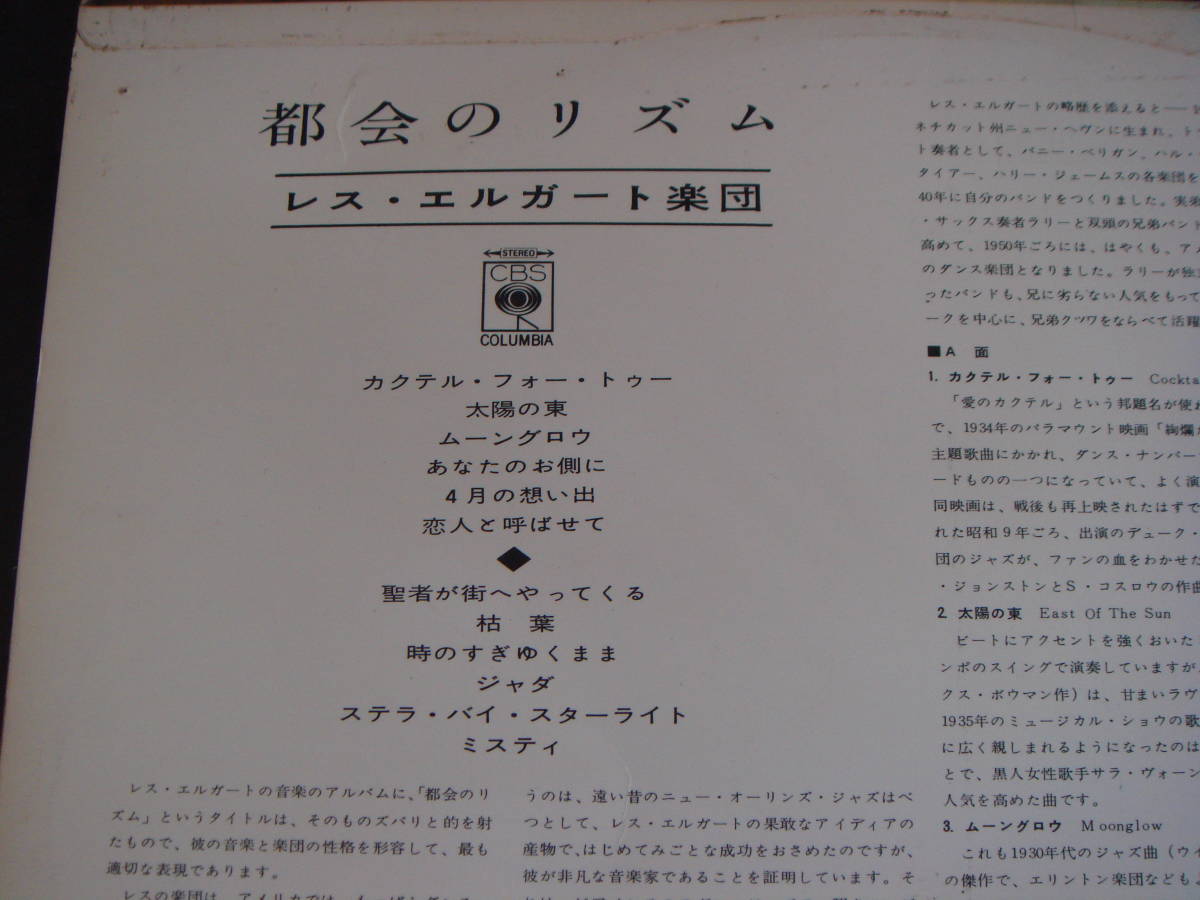 都会のリズム
レス・エルガート楽団
STEREO
CBS
COLUMBIA
カクテル・フォー・トゥー
太陽の東
ムーングロウ
あなたのお側に
4月の想い出
恋人と呼ばせて
◆
聖者が街へやってくる
枯葉
時のすぎゆくまま
ジャダ
ステラ・バイ・スターライト
ミスティ
レス・エルガートの音楽のアルバムに、「都会のリ
ズム」というタイトルは、そのものズバリと的を射
たもので、彼の音楽と楽団の性格を形容して、最も
適切な表現であります。
レスの楽団は、アメリカでは
うのは、遠い昔のニュー・オーリンズ・ジャズはべ
つとして、レス・エルガートの果敢なアイディアの
産物で、はじめてみごとな成功をおさめたのですが、
彼が非凡な音楽家であることを証明しています。そ
レス・エルガートの略歴を添えると――
ネチカット州ニュー・ヘヴンに生まれ、ト
ト奏者として、バニー・ベリガン、ハル・
タイアー、ハリー・ジェームスの各楽団を
40年に自分のバンドをつくりました。実弟
・サックス奏者ラリーと双頭の兄弟バンド
高めて、1950年ごろには、はやくも、アメ
のダンス楽団となりました。ラリーが独
ったバンドも、兄に劣らない人気をもって
ークを中心に、兄弟クツワをならべて活躍
■A 面
1. カクテル・フォー・トゥー Cockta
「愛のカクテル」という邦題名が使わ
で、1934年のパラマウント映画「絢爛
主題歌曲にかかれ、ダンス・ナンバー
ードものの一つになっていて、よく演
同映画は、戦後も再上映されたはずで
れた昭和9年ごろ、出演のデューク・
団のジャズが、ファンの血をわかせた
・ジョンストンとS・コスロウの作曲
2. 太陽の東 East Of The Sun
ビートにアクセントを強くおいた
ンポのスイングで演奏していますが、
クス・ボウマン作)は、甘まいラヴ
1935年のミュージカル・ショウの歌
に広く親しまれるようになったのは
とで、黒人女性歌手サラ・ヴォーン
人気を高めた曲です。
3. ムーングロウ Moonglow
これも1930年代のジャズ曲(ウイ
の傑作で、エリントン楽団なども